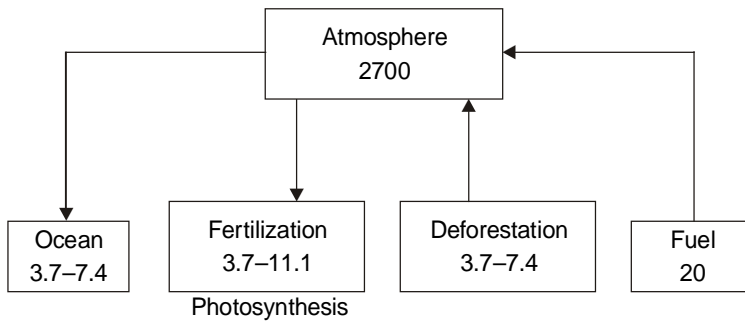 Atmosphere
2700
Ocean
3.7–7.4
Fertilization
3.7–11.1
Photosynthesis
Deforestation
3.7–7.4
Fuel
20